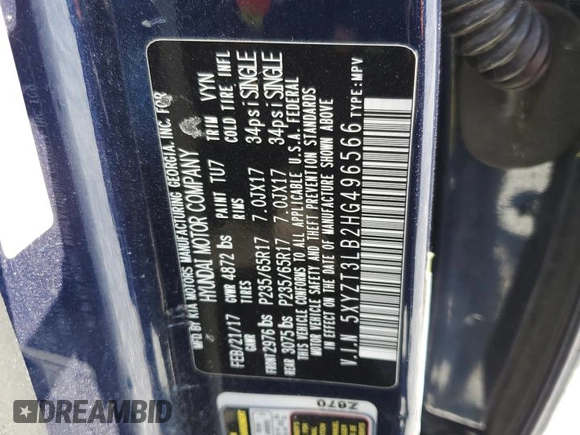 MFD BY KIA MOTORS MANUFACTURING GEORGIA, INC. FOR
HYUNDAI MOTOR COMPANY
FEB/21/17 GVWR 4872 lbs PAINT TU7 TRIM VYN
GAWR TIRES RIMS COLD TIRE INFL
FRONT 2976 lbs P235/65R17 7.0JX17 34psi SINGLE
REAR 3075 lbs P235/65R17 7.0JX17 34psi SINGLE
THIS VEHICLE CONFORMS TO ALL APPLICABLE U.S.A. FEDERAL
MOTOR VEHICLE SAFETY AND THEFT PREVENTION STANDARDS
IN EFFECT ON THE DATE OF MANUFACTURE SHOWN ABOVE
V.I.N 5XYZT3LB2HG496566 TYPE:MPV
Z670
DREAMBID